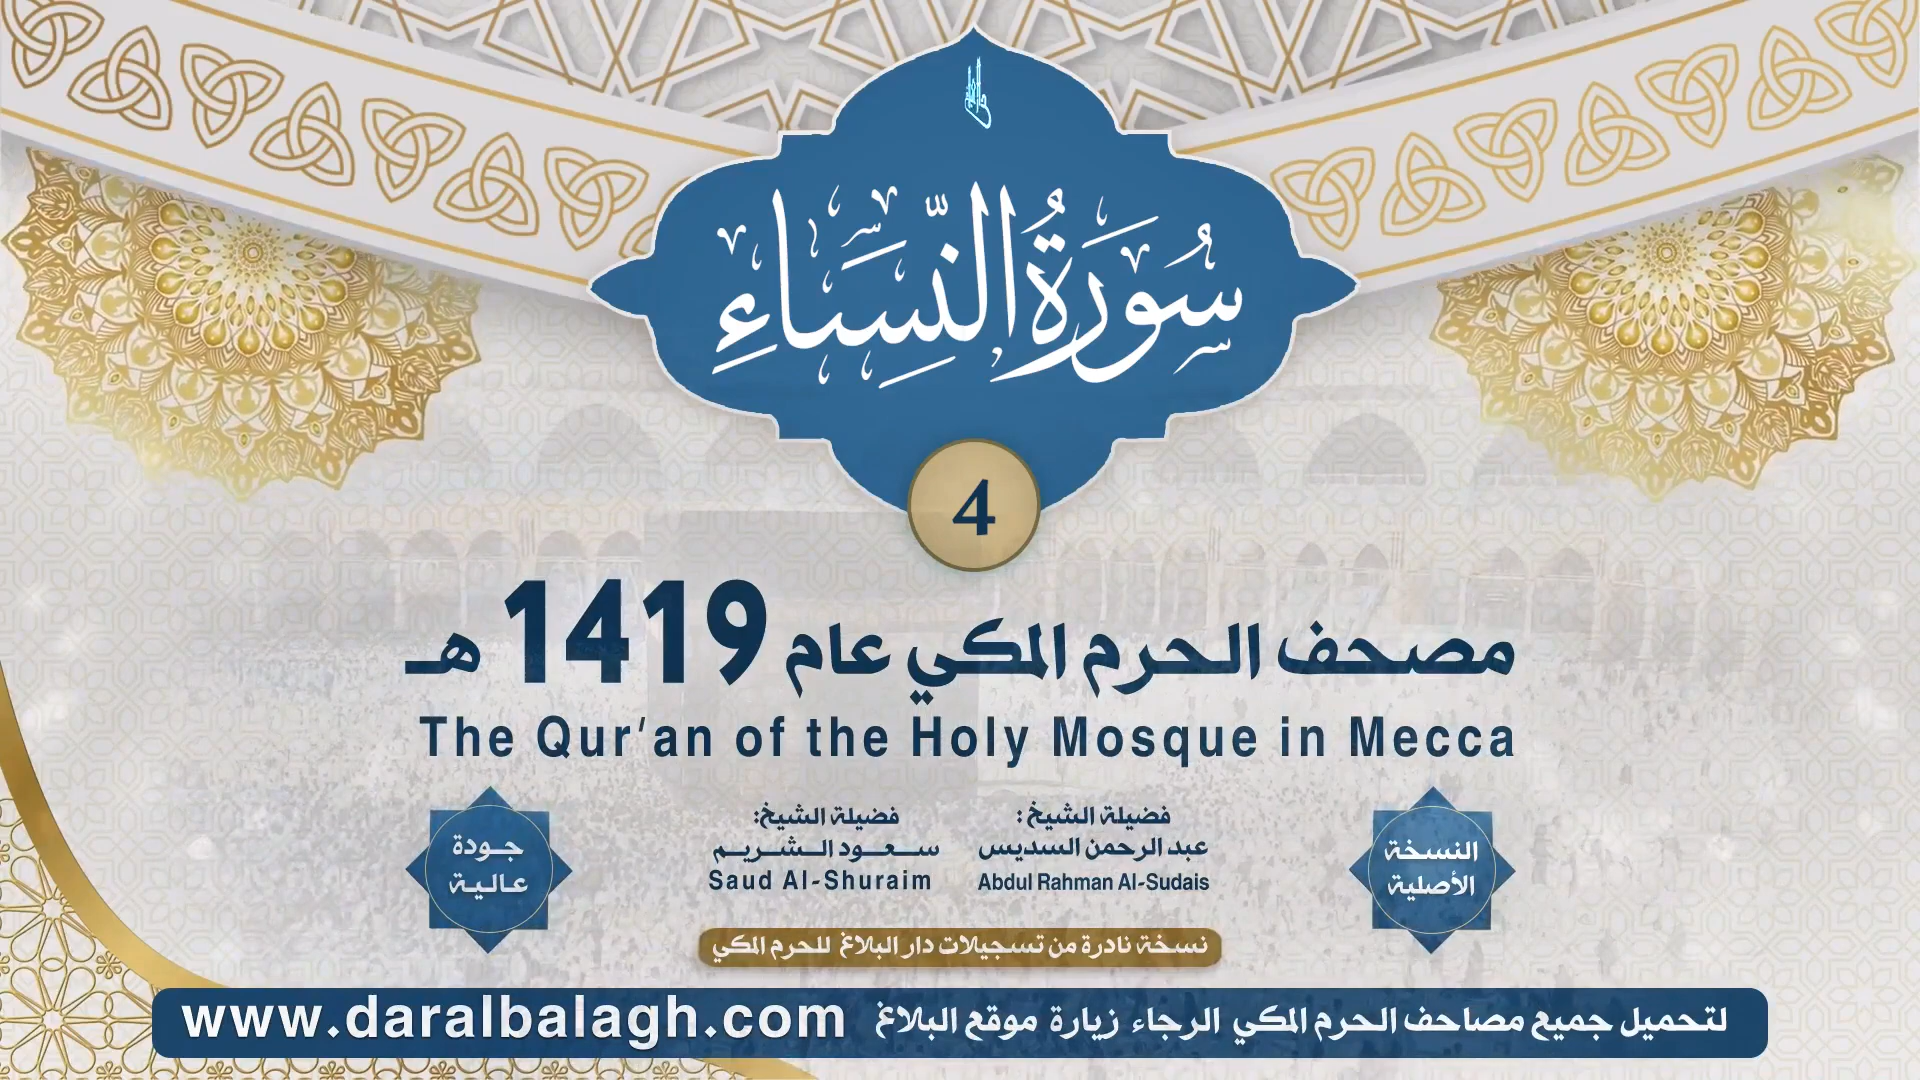 سُورَةُ النِّسَاءِ
4
مصحف الحرم المكي عام 1419 هـ
The Qur'an of the Holy Mosque in Mecca
النسخة
الأصلية
فضيلة الشيخ :
عبد الرحمن السديس
Abdul Rahman Al-Sudais
فضيلة الشيخ:
سعود الشريم
Saud Al-Shuraim
جودة
عالية
نسخة نادرة من تسجيلات دار البلاغ للحرم المكي
لتحميل جميع مصاحف الحرم المكي الرجاء زيارة موقع البلاغ www.daralbalagh.com